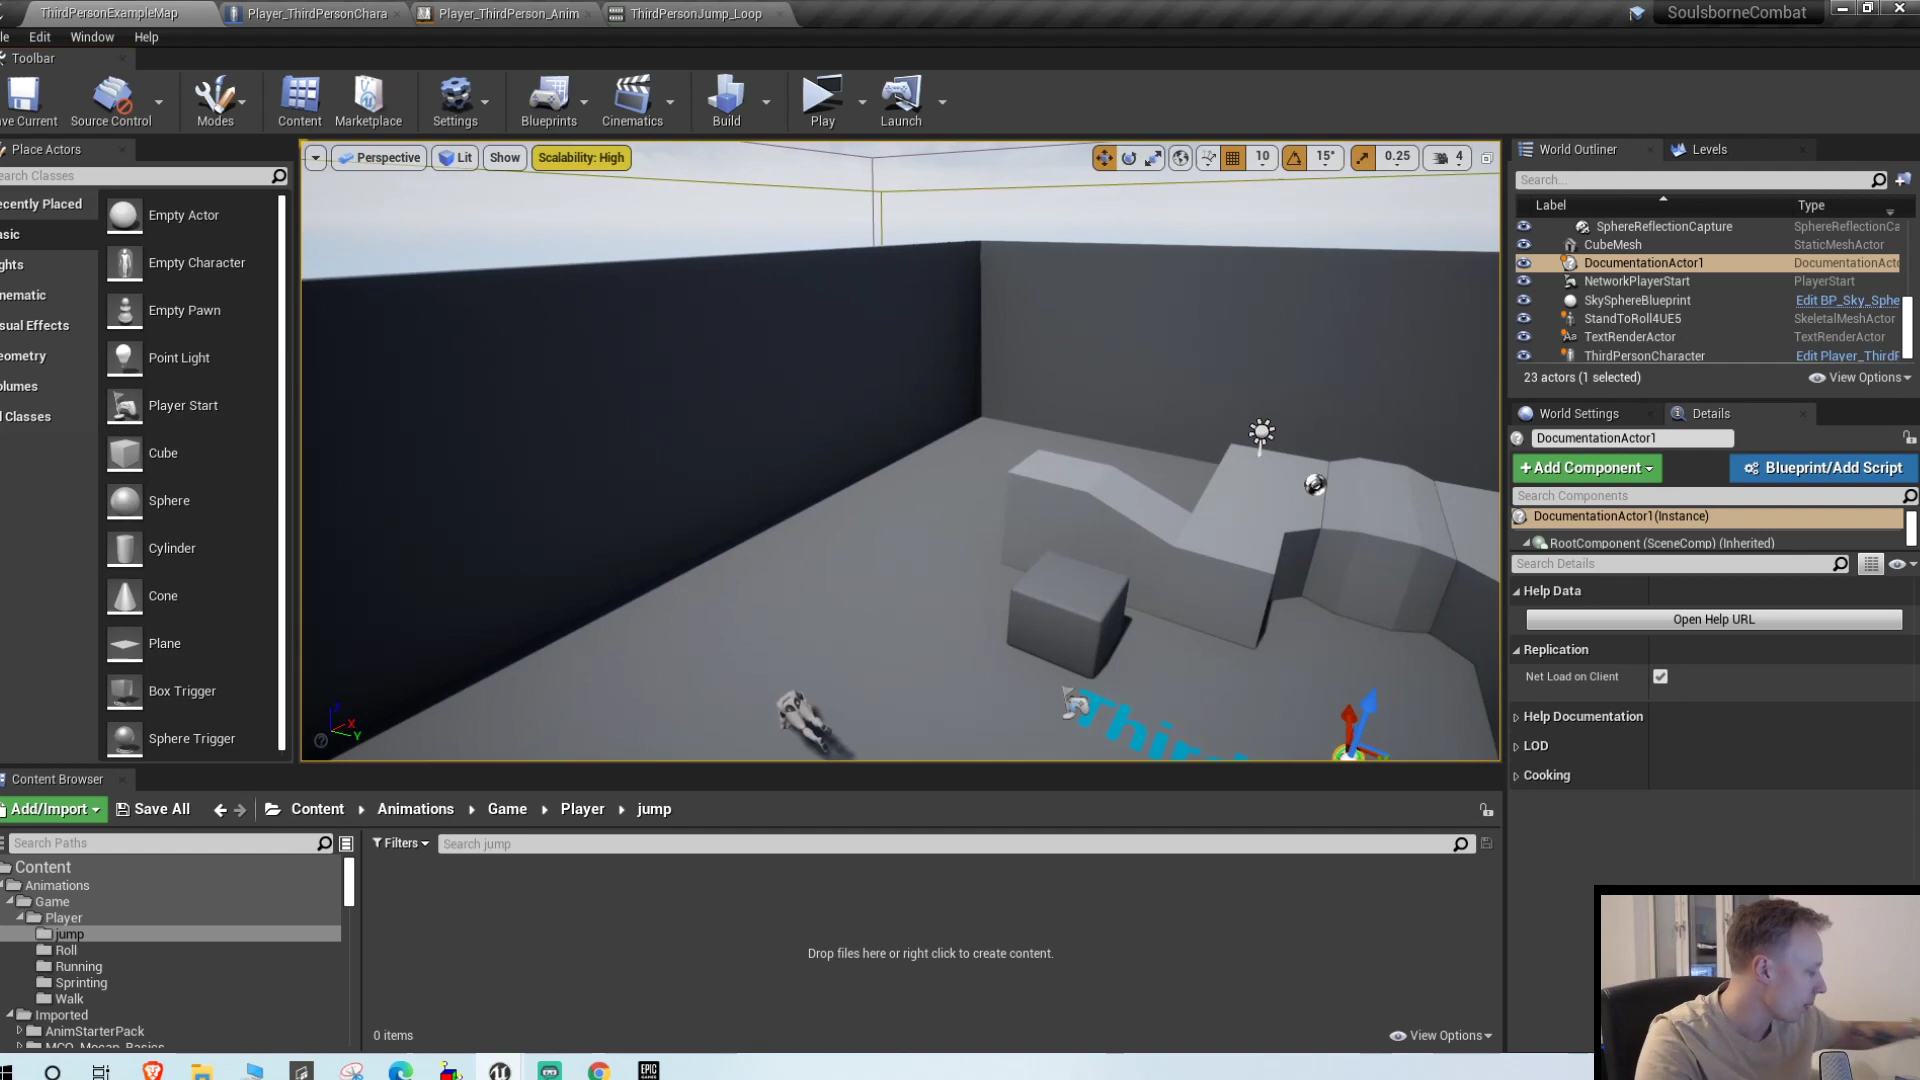 ThirdPersonExampleMap
Player_ThirdPersonChara
Player_ThirdPerson_Anim
ThirdPersonJump_Loop
SoulsborneCombat
le Edit Window Help
Toolbar
ave Current
Source Control
Modes
Content
Marketplace
Settings
Blueprints
Cinematics
Build
Play
Launch
Place Actors
earch Classes
ecently Placed
asic
ghts
nematic
sual Effects
eometry
olumes
l Classes
Empty Actor
Empty Character
Empty Pawn
Point Light
Player Start
Cube
Sphere
Cylinder
Cone
Plane
Box Trigger
Sphere Trigger
Perspective
Lit
Show
Scalability: High
10
15°
0.25
4
Thir
X
Y
World Outliner
Levels
Search...
Label Type
SphereReflectionCapture SphereReflectionCa
CubeMesh StaticMeshActor
DocumentationActor1 DocumentationActo
NetworkPlayerStart PlayerStart
SkySphereBlueprint Edit BP_Sky_Sphe
StandToRoll4UE5 SkeletalMeshActor
TextRenderActor TextRenderActor
ThirdPersonCharacter Edit Player_ThirdP
23 actors (1 selected)
View Options
World Settings
Details
DocumentationActor1
+Add Component
Blueprint/Add Script
Search Components
DocumentationActor1(Instance)
RootComponent (SceneComp) (Inherited)
Search Details
Help Data
Open Help URL
Replication
Net Load on Client
Help Documentation
LOD
Cooking
Content Browser
Add/Import
Save All
Content
Animations
Game
Player
jump
Search Paths
Filters
Search jump
Content
Animations
Game
Player
jump
Roll
Running
Sprinting
Walk
Imported
AnimStarterPack
MCO_Mocap_Basics
Drop files here or right click to create content.
0 items
View Options
EPIC